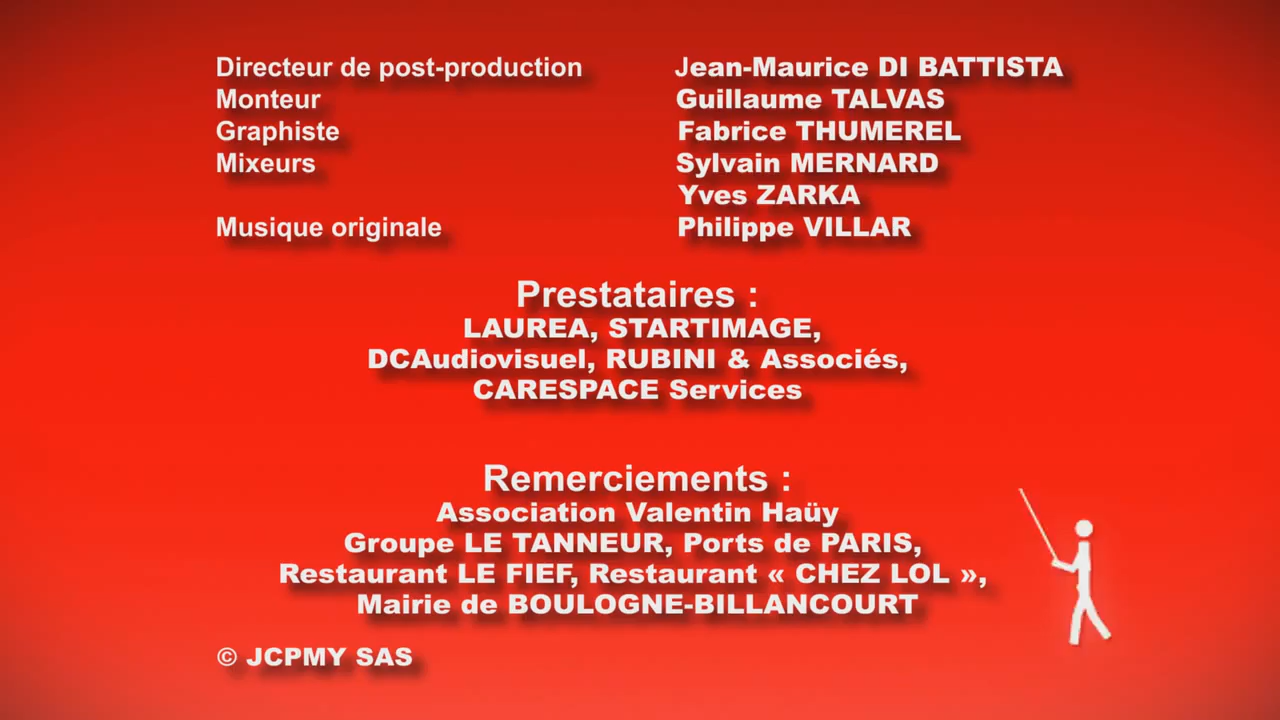 Directeur de post-production Jean-Maurice DI BATTISTA
Monteur Guillaume TALVAS
Graphiste Fabrice THUMEREL
Mixeurs Sylvain MERNARD
Yves ZARKA
Musique originale Philippe VILLAR
Prestataires :
LAUREA, STARTIMAGE,
DCAudiovisuel, RUBINI & Associés,
CARESPACE Services
Remerciements :
Association Valentin Haüy
Groupe LE TANNEUR, Ports de PARIS,
Restaurant LE FIEF, Restaurant « CHEZ LOL »,
Mairie de BOULOGNE-BILLANCOURT
© JCPMY SAS